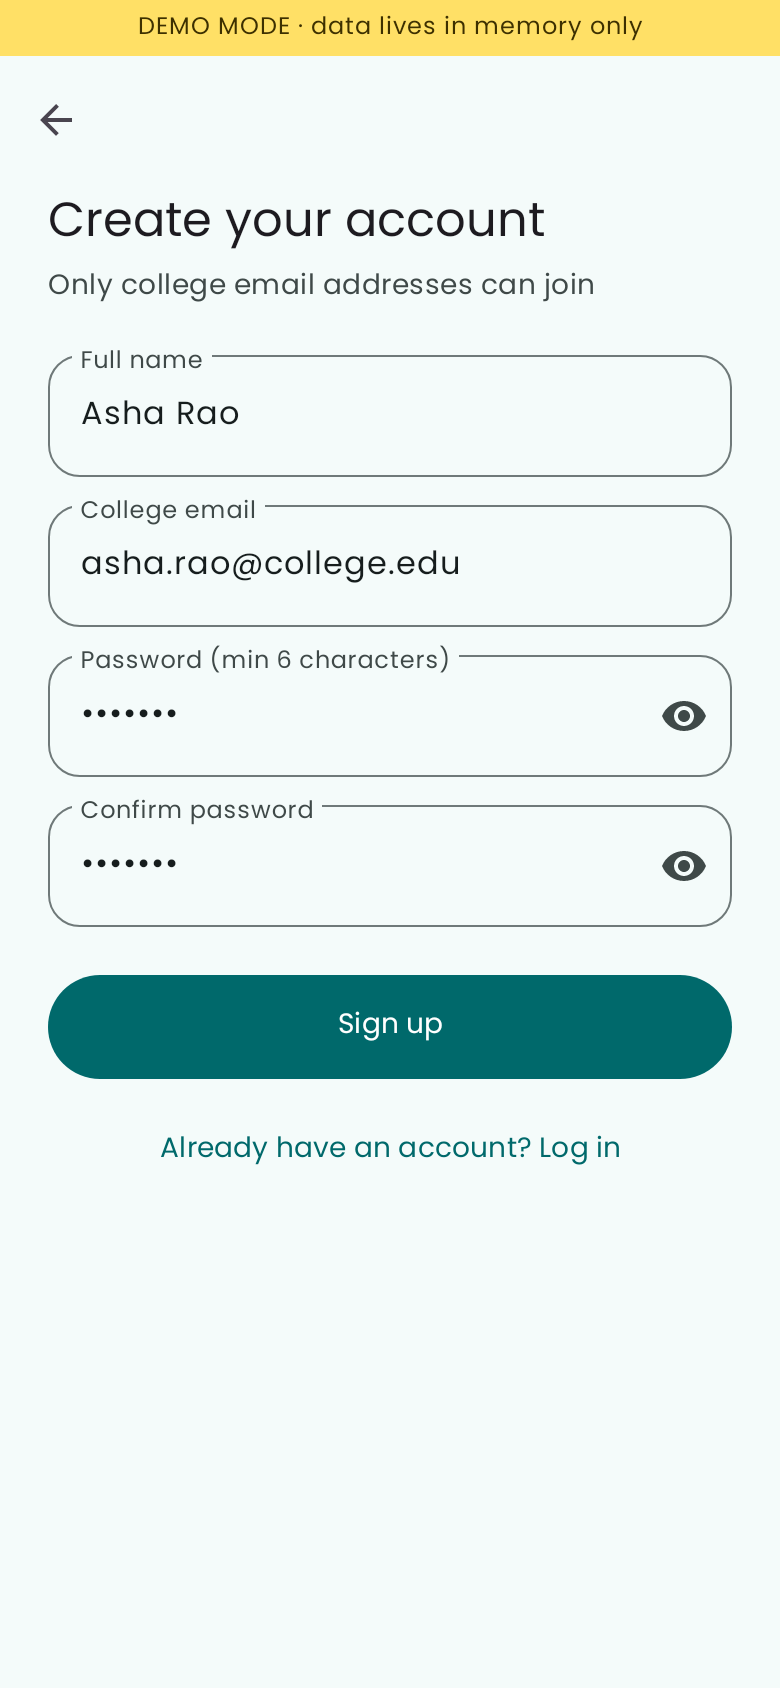 DEMO MODE · data lives in memory only
Create your account
Only college email addresses can join
Full name
Asha Rao
College email
asha.rao@college.edu
Password (min 6 characters)
•••••••
Confirm password
•••••••
Sign up
Already have an account? Log in